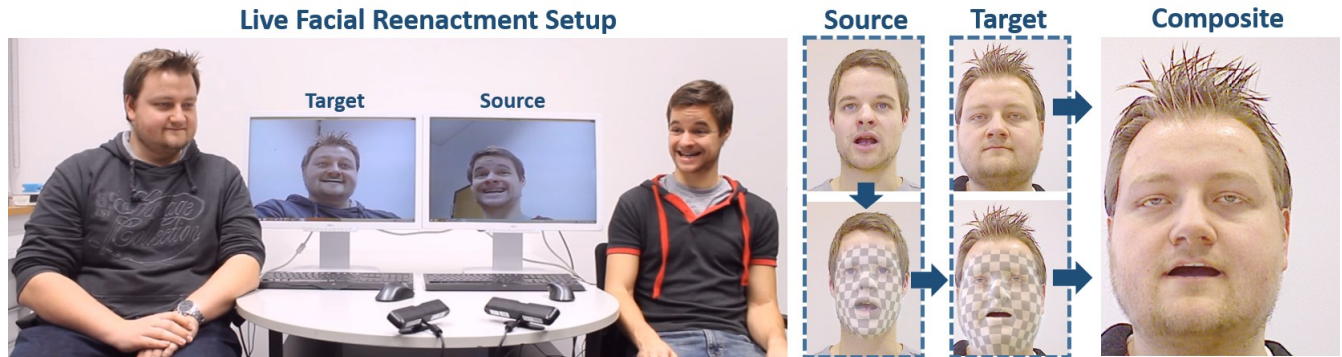 Live Facial Reenactment Setup
Target
Source
Source
Target
Composite